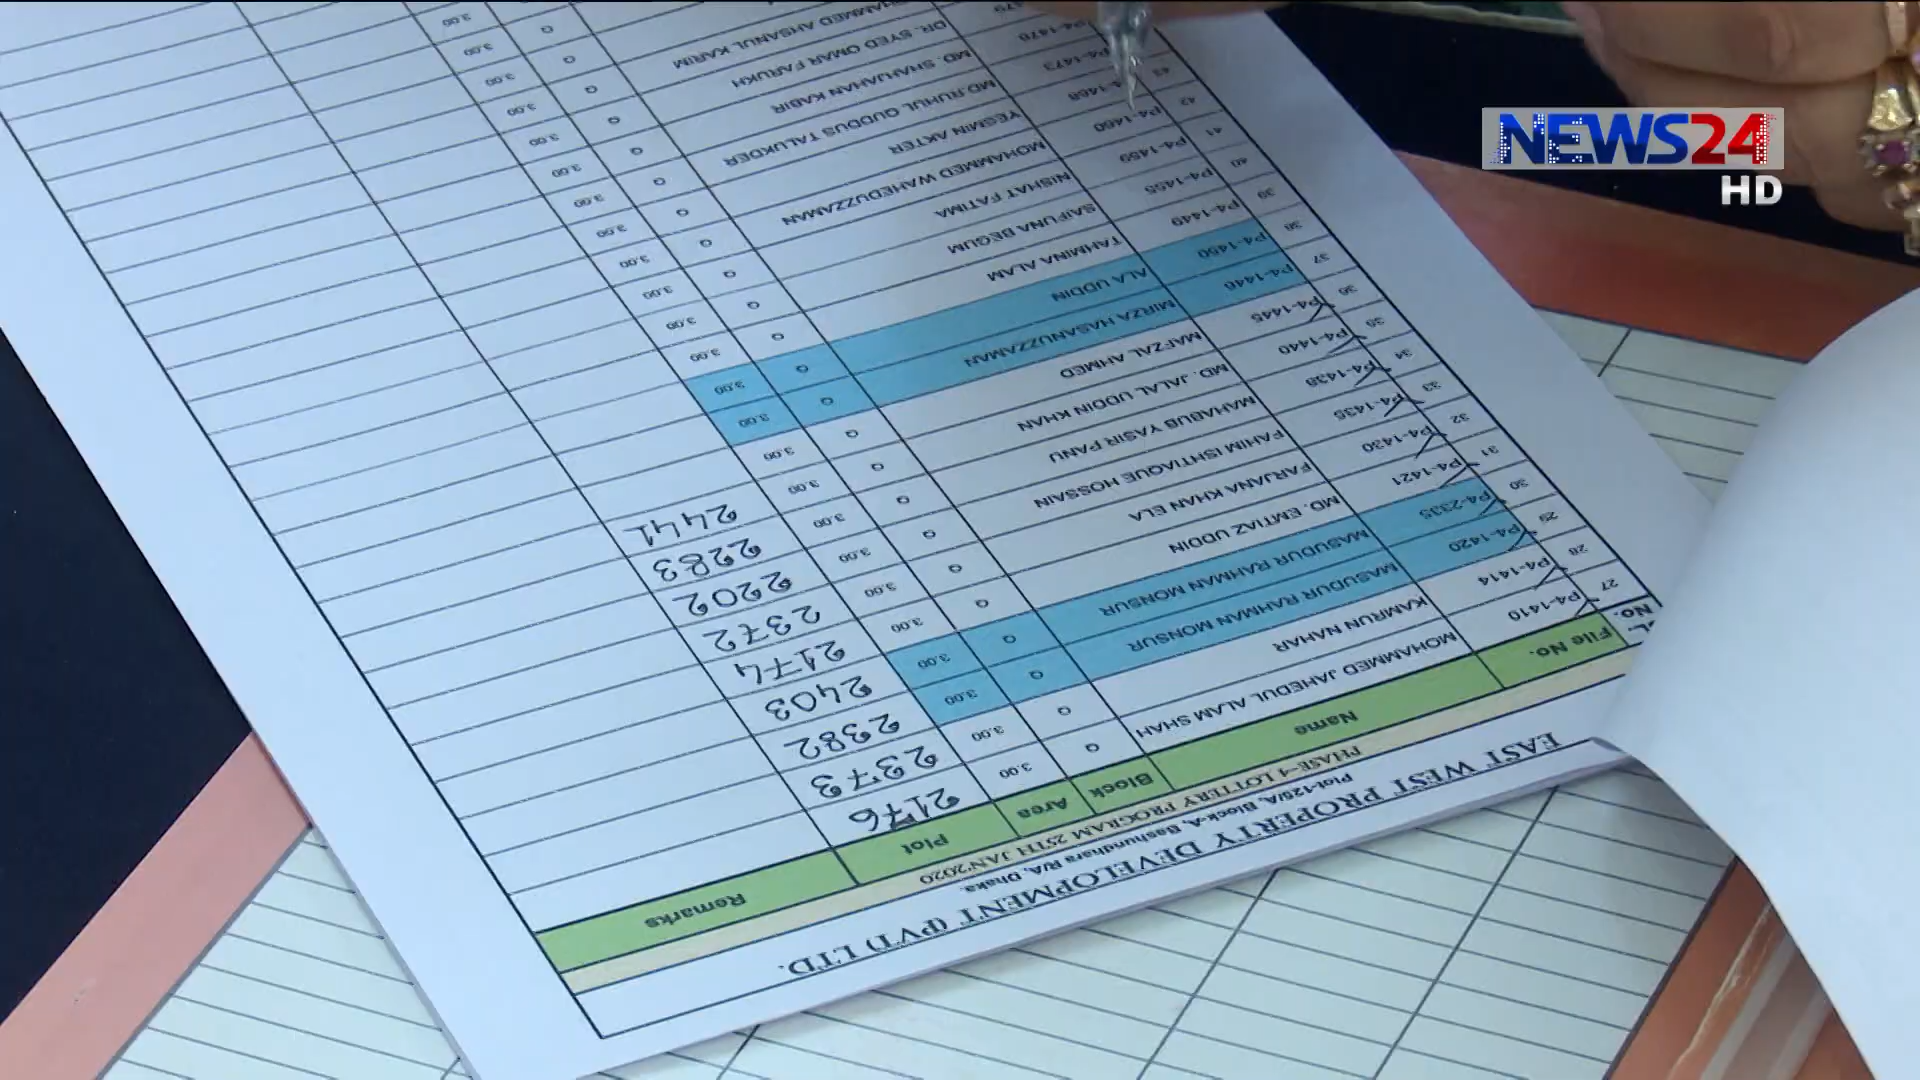 NEWS24
HD
EAST WEST PROPERTY DEVELOPMENT (PVT) LTD.
Plot-125/A, Block-A, Bashundhara R/A, Dhaka.
PHASE-4 LOTTERY PROGRAM 25TH JAN'2020
SL. No. File No. Name Block Area Plot Remarks
27 P4-1410 MOHAMMED JAHEDUL ALAM SHAH Q 3.00 2176
28 P4-1414 KAMRUN NAHAR Q 3.00 2373
29 P4-1420 MASUDUR RAHMAN MONSUR Q 3.00 2382
30 P4-2335 MASUDUR RAHMAN MONSUR Q 3.00 2403
31 P4-1421 MD. EMTIAZ UDDIN Q 3.00 2174
32 P4-1430 FARJANA KHAN ELA Q 3.00 2372
33 P4-1435 FAHIM ISHTIAQUE HOSSAIN Q 3.00 2202
34 P4-1438 MAHABUB YASIR PANU Q 3.00 2283
35 P4-1440 MD. JALAL UDDIN KHAN Q 3.00 2441
36 P4-1445 MAFZAL AHMED Q 3.00
37 P4-1446 MIRZA HASANUZZAMAN Q 3.00
38 P4-1450 ALA UDDIN Q 3.00
39 P4-1449 TAHMINA ALAM Q 3.00
40 P4-1455 SAIFUNA BEGUM Q 3.00
41 P4-1459 NISHAT FATIMA Q 3.00
42 P4-1460 MOHAMMED WAHEDUZZAMAN Q 3.00
43 P4-1468 YESMIN AKTER Q 3.00
P4-1473 MD.RUHUL QUDDUS TALUKDER Q 3.00
P4-1476 MD. SHAHJAHAN KABIR Q 3.00
DR. SYED OMAR FARUKH Q 3.00
AHSANUL KARIM Q 3.00